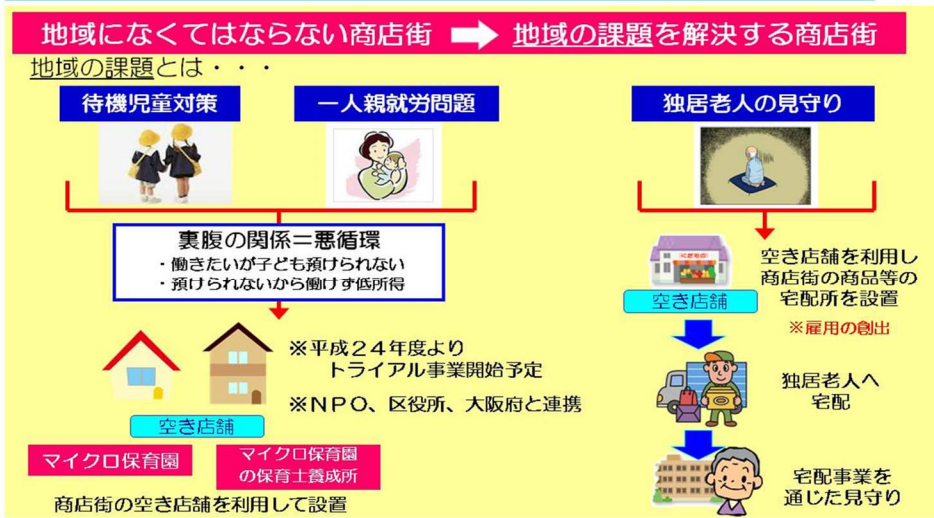 地域になくてはならない商店街 地域の課題を解決する商店街
地域の課題とは・・・
待機児童対策
一人親就労問題
裏腹の関係＝悪循環
・働きたいが子ども預けられない
・預けられないから働けず低所得
※平成２４年度より
トライアル事業開始予定
※ＮＰＯ、区役所、大阪府と連携
空き店舗
マイクロ保育園
マイクロ保育園
の保育士養成所
商店街の空き店舗を利用して設置
独居老人の見守り
空き店舗
空き店舗を利用し
商店街の商品等の
宅配所を設置
※雇用の創出
独居老人へ
宅配
宅配事業を
通じた見守り